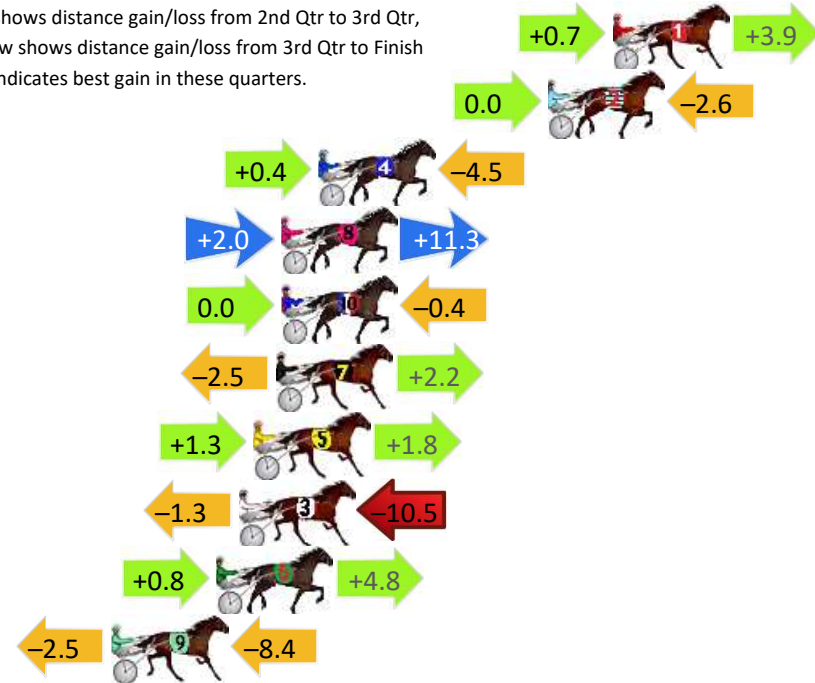 shows distance gain/loss from 2nd Qtr to 3rd Qtr,
w shows distance gain/loss from 3rd Qtr to Finish
ndicates best gain in these quarters.
+0.7 1 +3.9
0.0 2 –2.6
+0.4 4 –4.5
+2.0 8 +11.3
0.0 10 –0.4
–2.5 7 +2.2
+1.3 5 +1.8
–1.3 3 –10.5
+0.8 6 +4.8
–2.5 9 –8.4